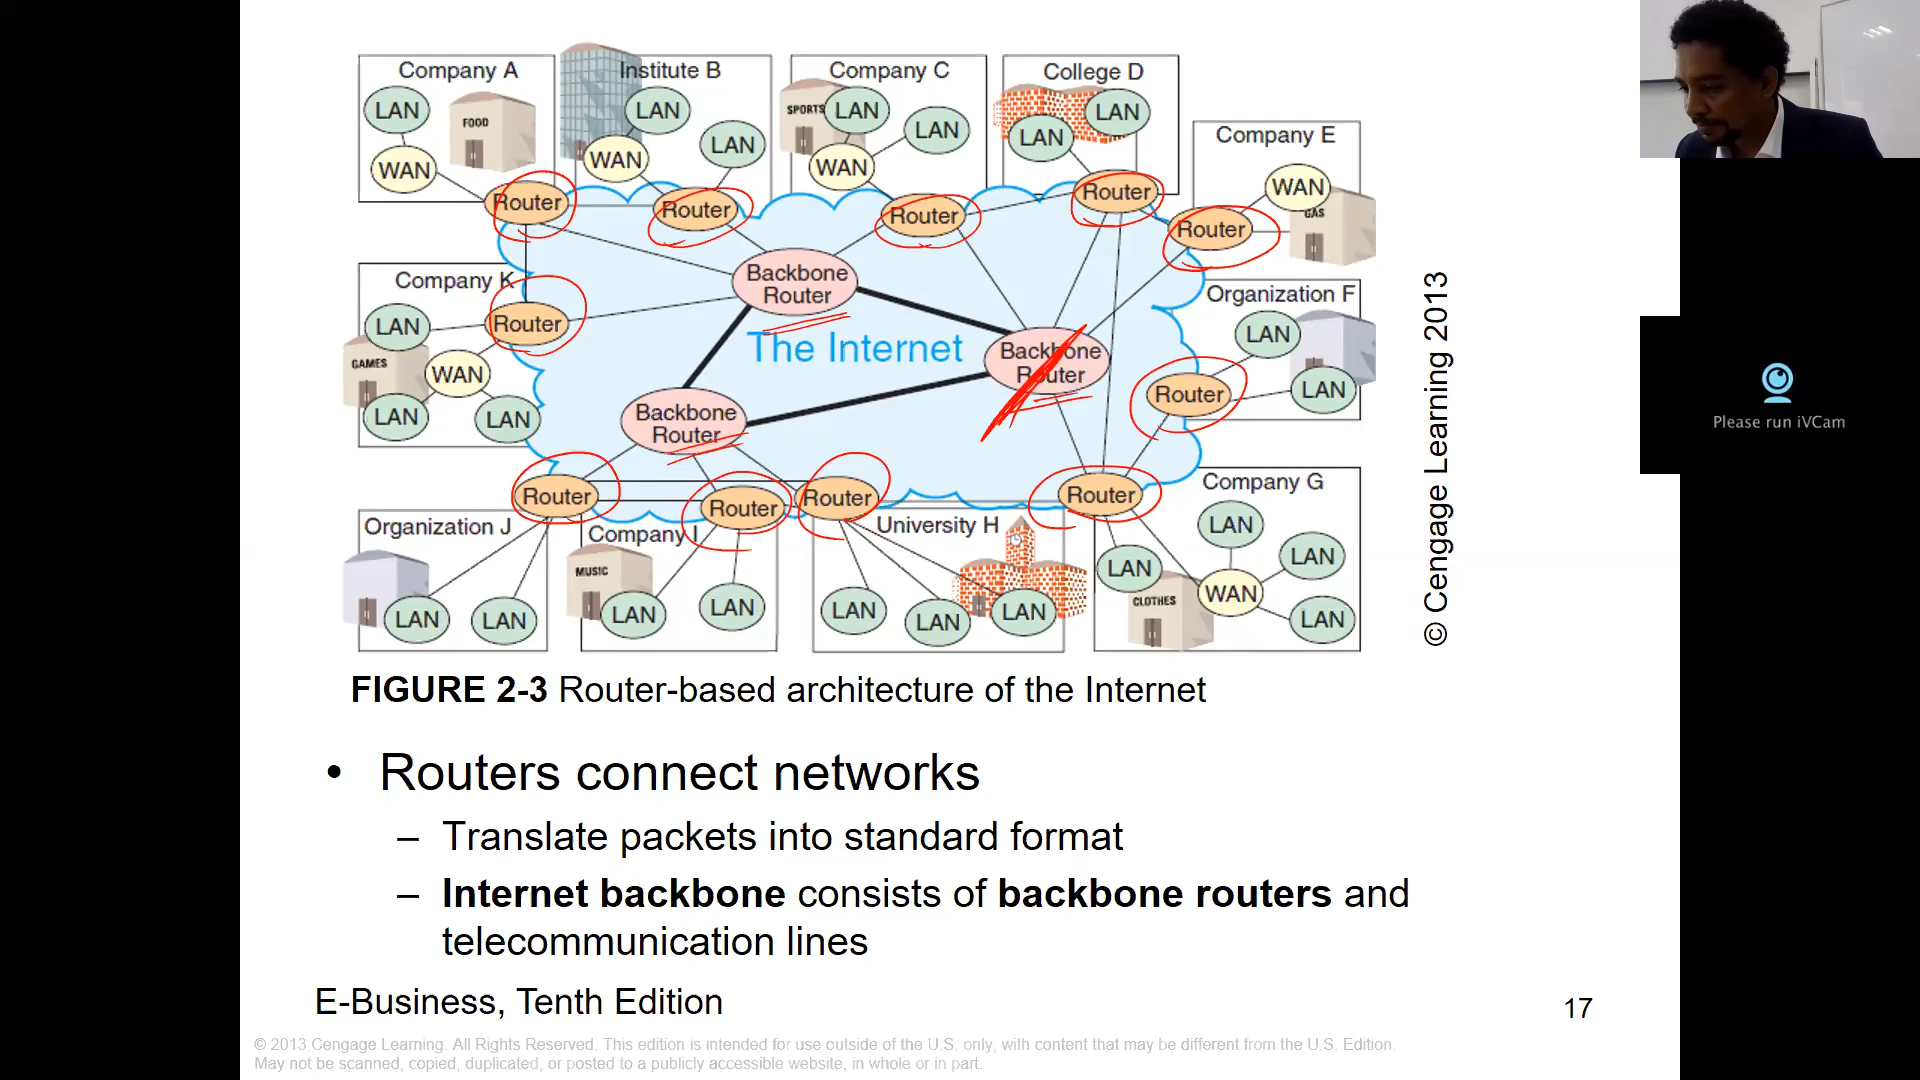 Company A
Institute B
Company C
College D
Company E
LAN
FOOD
WAN
LAN
WAN
LAN
SPORTS
LAN
LAN
WAN
LAN
LAN
WAN
GAS
Router
Router
Router
Router
Router
Company K
LAN
GAMES
WAN
LAN
LAN
Router
Backbone
Router
The Internet
Backbone
Router
Backbone
Router
Organization F
LAN
LAN
Router
Router
Router
Router
Router
Organization J
LAN
LAN
Company I
MUSIC
LAN
LAN
University H
LAN
LAN
LAN
Company G
LAN
LAN
LAN
WAN
CLOTHES
LAN
© Cengage Learning 2013
FIGURE 2-3 Router-based architecture of the Internet
• Routers connect networks
– Translate packets into standard format
– Internet backbone consists of backbone routers and
telecommunication lines
E-Business, Tenth Edition
17
© 2013 Cengage Learning. All Rights Reserved. This edition is intended for use outside of the U.S. only, with content that may be different from the U.S. Edition.
May not be scanned, copied, duplicated, or posted to a publicly accessible website, in whole or in part.
Please run iVCam